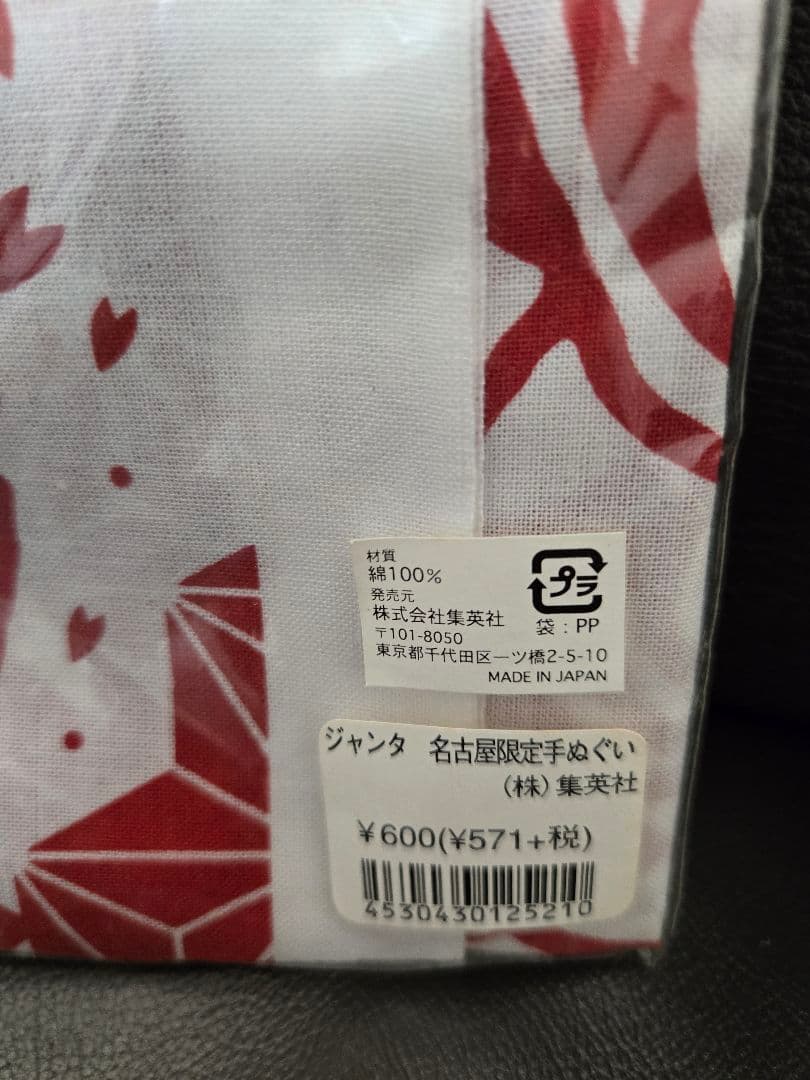 材質
綿100%
発売元
株式会社集英社
〒101-8050
東京都千代田区一ツ橋2-5-10
MADE IN JAPAN
プラ
袋：PP
ジャンタ 名古屋限定手ぬぐい
(株)集英社
¥600(¥571+税)
4530430125210